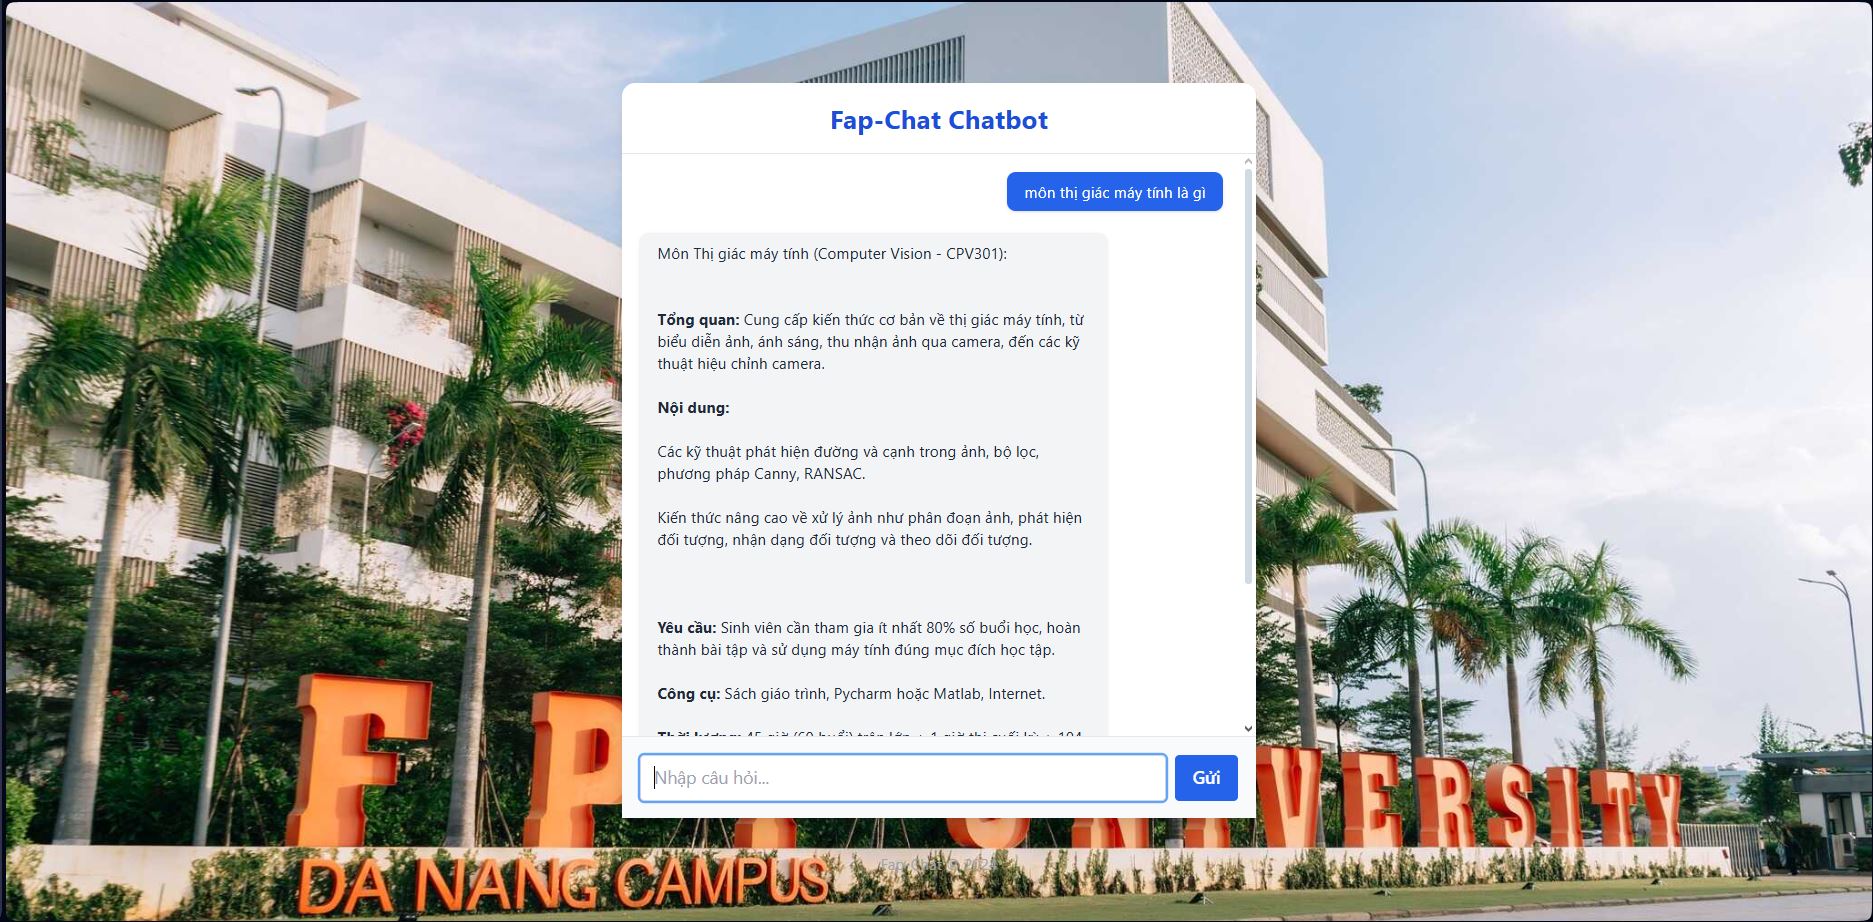 Fap-Chat Chatbot
môn thị giác máy tính là gì
Môn Thị giác máy tính (Computer Vision - CPV301):
Tổng quan: Cung cấp kiến thức cơ bản về thị giác máy tính, từ
biểu diễn ảnh, ánh sáng, thu nhận ảnh qua camera, đến các kỹ
thuật hiệu chỉnh camera.
Nội dung:
Các kỹ thuật phát hiện đường và cạnh trong ảnh, bộ lọc,
phương pháp Canny, RANSAC.
Kiến thức nâng cao về xử lý ảnh như phân đoạn ảnh, phát hiện
đối tượng, nhận dạng đối tượng và theo dõi đối tượng.
Yêu cầu: Sinh viên cần tham gia ít nhất 80% số buổi học, hoàn
thành bài tập và sử dụng máy tính đúng mục đích học tập.
Công cụ: Sách giáo trình, Pycharm hoặc Matlab, Internet.
Nhập câu hỏi...
Gửi
F P UNIVERSITY
DA NANG CAMPUS